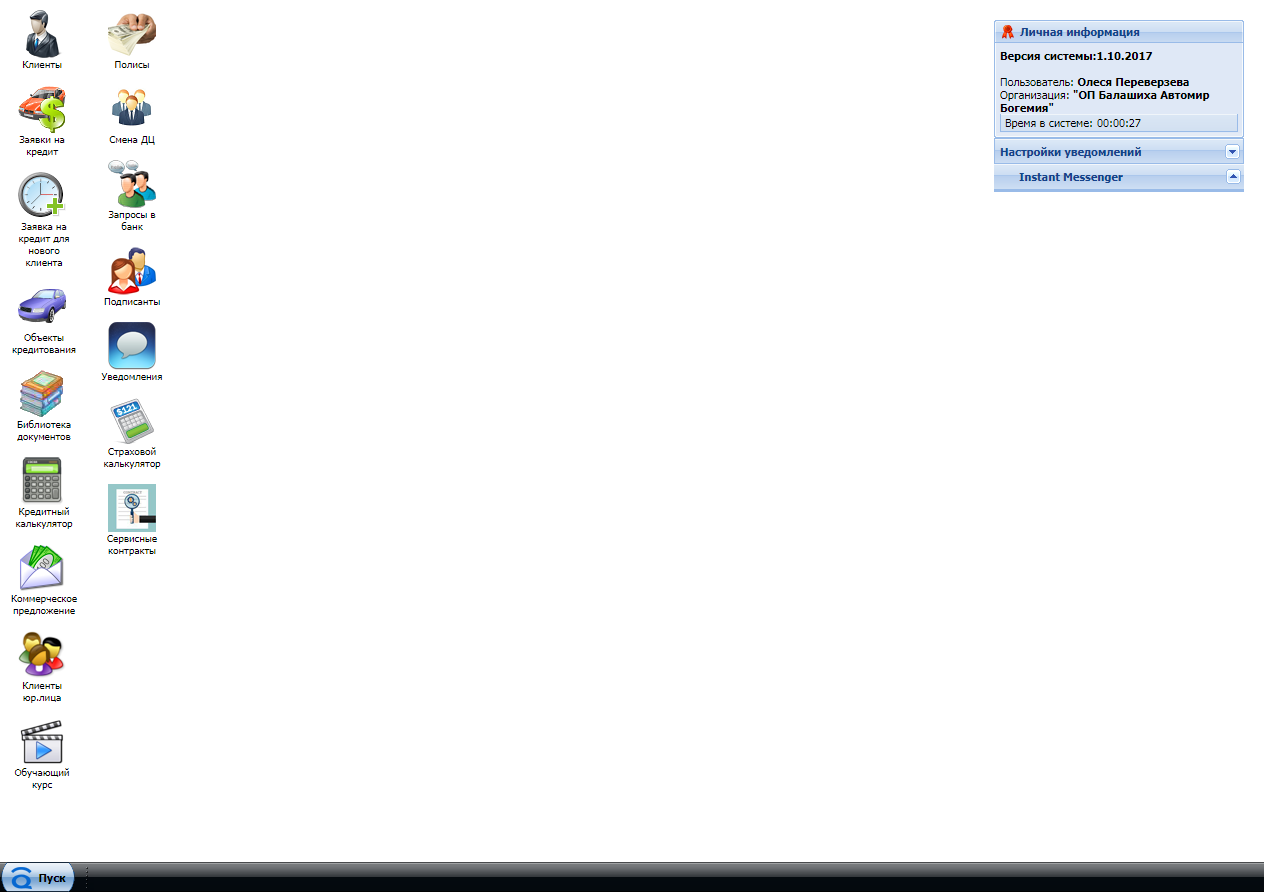 Клиенты
Заявки на
кредит
Заявка на
кредит для
нового
клиента
Объекты
кредитования
Библиотека
документов
Кредитный
калькулятор
Коммерческое
предложение
Клиенты
юр.лица
Обучающий
курс
Полисы
Смена ДЦ
Запросы в
банк
Подписанты
Уведомления
$121
Страховой
калькулятор
CONTRACT
Сервисные
контракты
Личная информация
Версия системы:1.10.2017
Пользователь: Олеся Переверзева
Организация: "ОП Балашиха Автомир
Богемия"
Время в системе: 00:00:27
Настройки уведомлений
Instant Messenger
Пуск